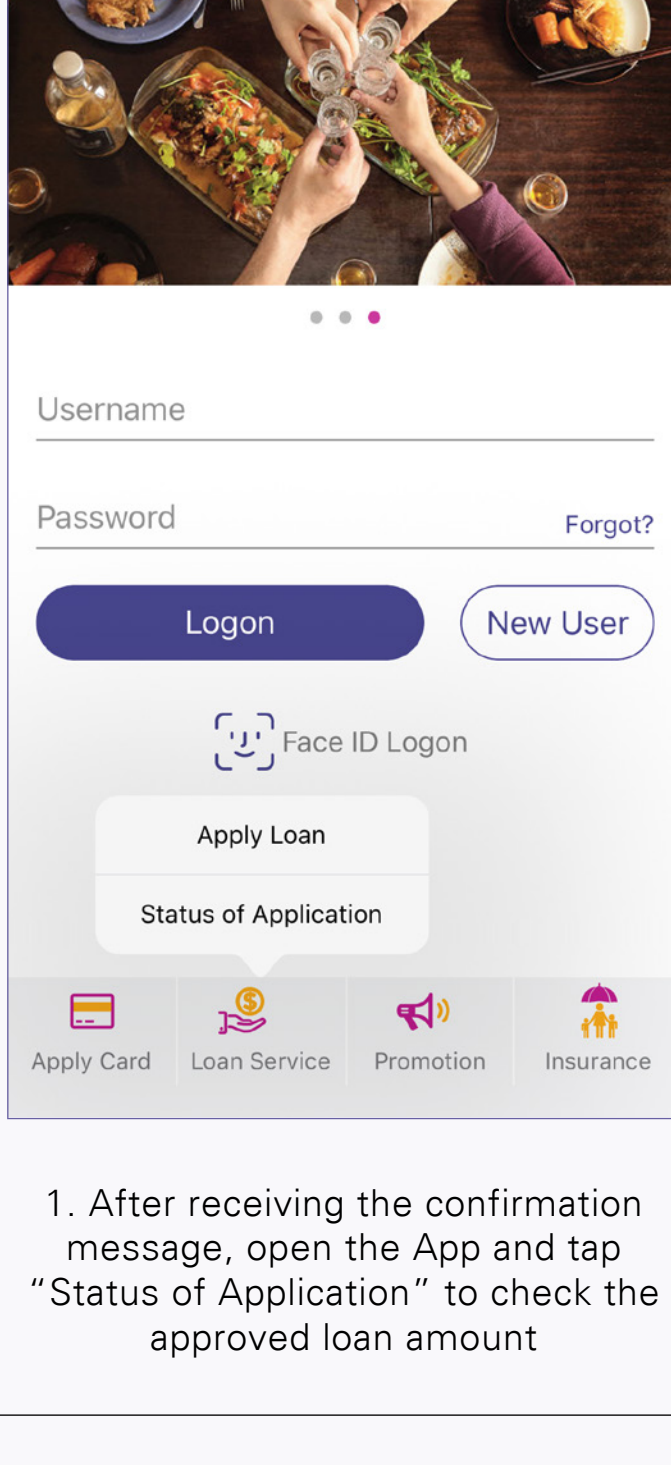 Username
Password
Forgot?
Logon
New User
Face ID Logon
Apply Loan
Status of Application
Apply Card
Loan Service
Promotion
Insurance
1. After receiving the confirmation
message, open the App and tap
“Status of Application” to check the
approved loan amount